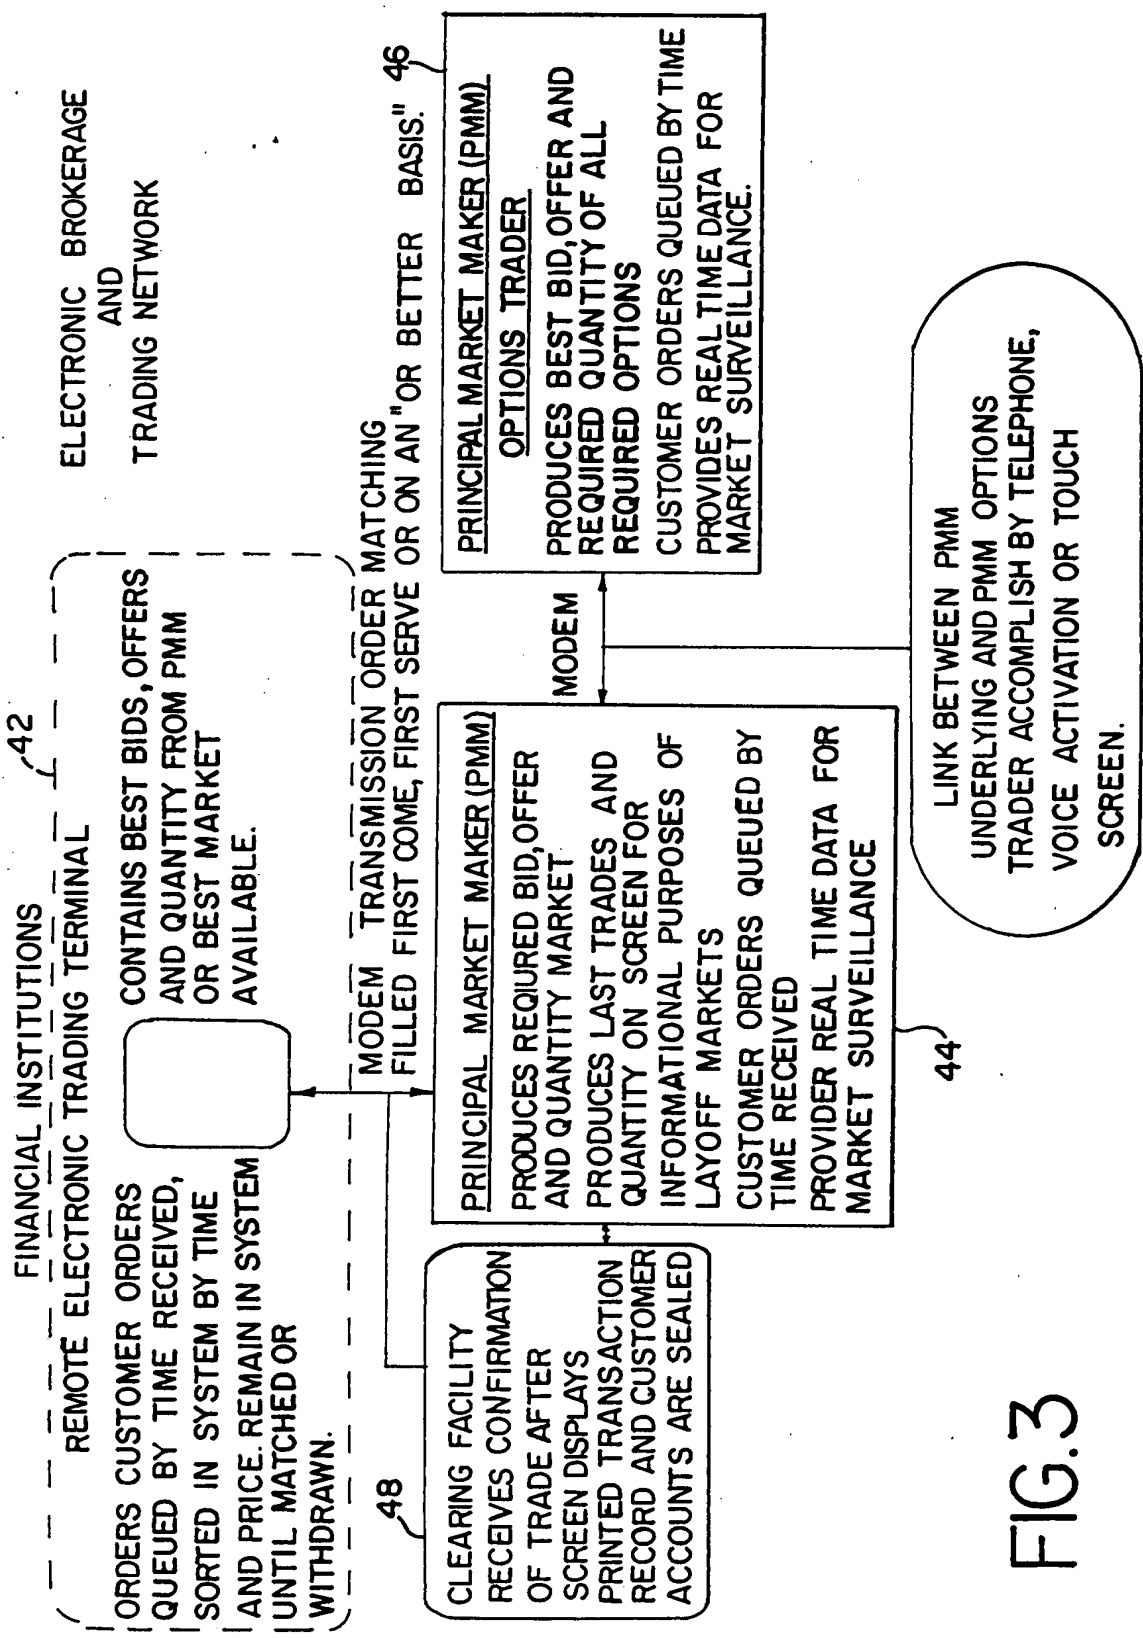 ELECTRONIC BROKERAGE
AND
TRADING NETWORK
FINANCIAL INSTITUTIONS
42
REMOTE ELECTRONIC TRADING TERMINAL
ORDERS CUSTOMER ORDERS
QUEUED BY TIME RECEIVED,
SORTED IN SYSTEM BY TIME
AND PRICE. REMAIN IN SYSTEM
UNTIL MATCHED OR
WITHDRAWN.
CONTAINS BEST BIDS, OFFERS
AND QUANTITY FROM PMM
OR BEST MARKET
AVAILABLE.
MODEM TRANSMISSION ORDER MATCHING
FILLED FIRST COME, FIRST SERVE OR ON AN "OR BETTER BASIS."
48
CLEARING FACILITY
RECEIVES CONFIRMATION
OF TRADE AFTER
SCREEN DISPLAYS
PRINTED TRANSACTION
RECORD AND CUSTOMER
ACCOUNTS ARE SEALED
PRINCIPAL MARKET MAKER (PMM)
PRODUCES REQIURED BID, OFFER
AND QUANTITY MARKET
PRODUCES LAST TRADES AND
QUANTITY ON SCREEN FOR
INFORMATIONAL PURPOSES OF
LAYOFF MARKETS
CUSTOMER ORDERS QUEUED BY
TIME RECEIVED
PROVIDER REAL TIME DATA FOR
MARKET SURVEILLANCE
44
MODEM
46
PRINCIPAL MARKET MAKER (PMM)
OPTIONS TRADER
PRODUCES BEST BID, OFFER AND
REQUIRED QUANTITY OF ALL
REQUIRED OPTIONS
CUSTOMER ORDERS QUEUED BY TIME
PROVIDES REAL TIME DATA FOR
MARKET SURVEILLANCE.
LINK BETWEEN PMM
UNDERLYING AND PMM OPTIONS
TRADER ACCOMPLISH BY TELEPHONE,
VOICE ACTIVATION OR TOUCH
SCREEN.
FIG.3